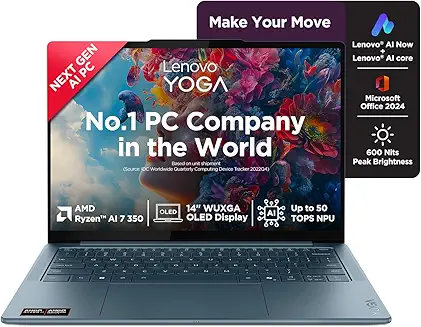 Make Your Move
Lenovo® AI Now
+
Lenovo® AI core
Microsoft
Office 2024
600 Nits
Peak Brightness
NEXT GEN
AI PC
Lenovo
YOGA
No.1 PC Company
in the World
Based on unit shipment
(Source: IDC Worldwide Quarterly Computing Device Tracker 2022Q4)
AMD
Ryzen™ AI 7 350
OLED
14" WUXGA
OLED Display
AI
Up to 50
TOPS NPU